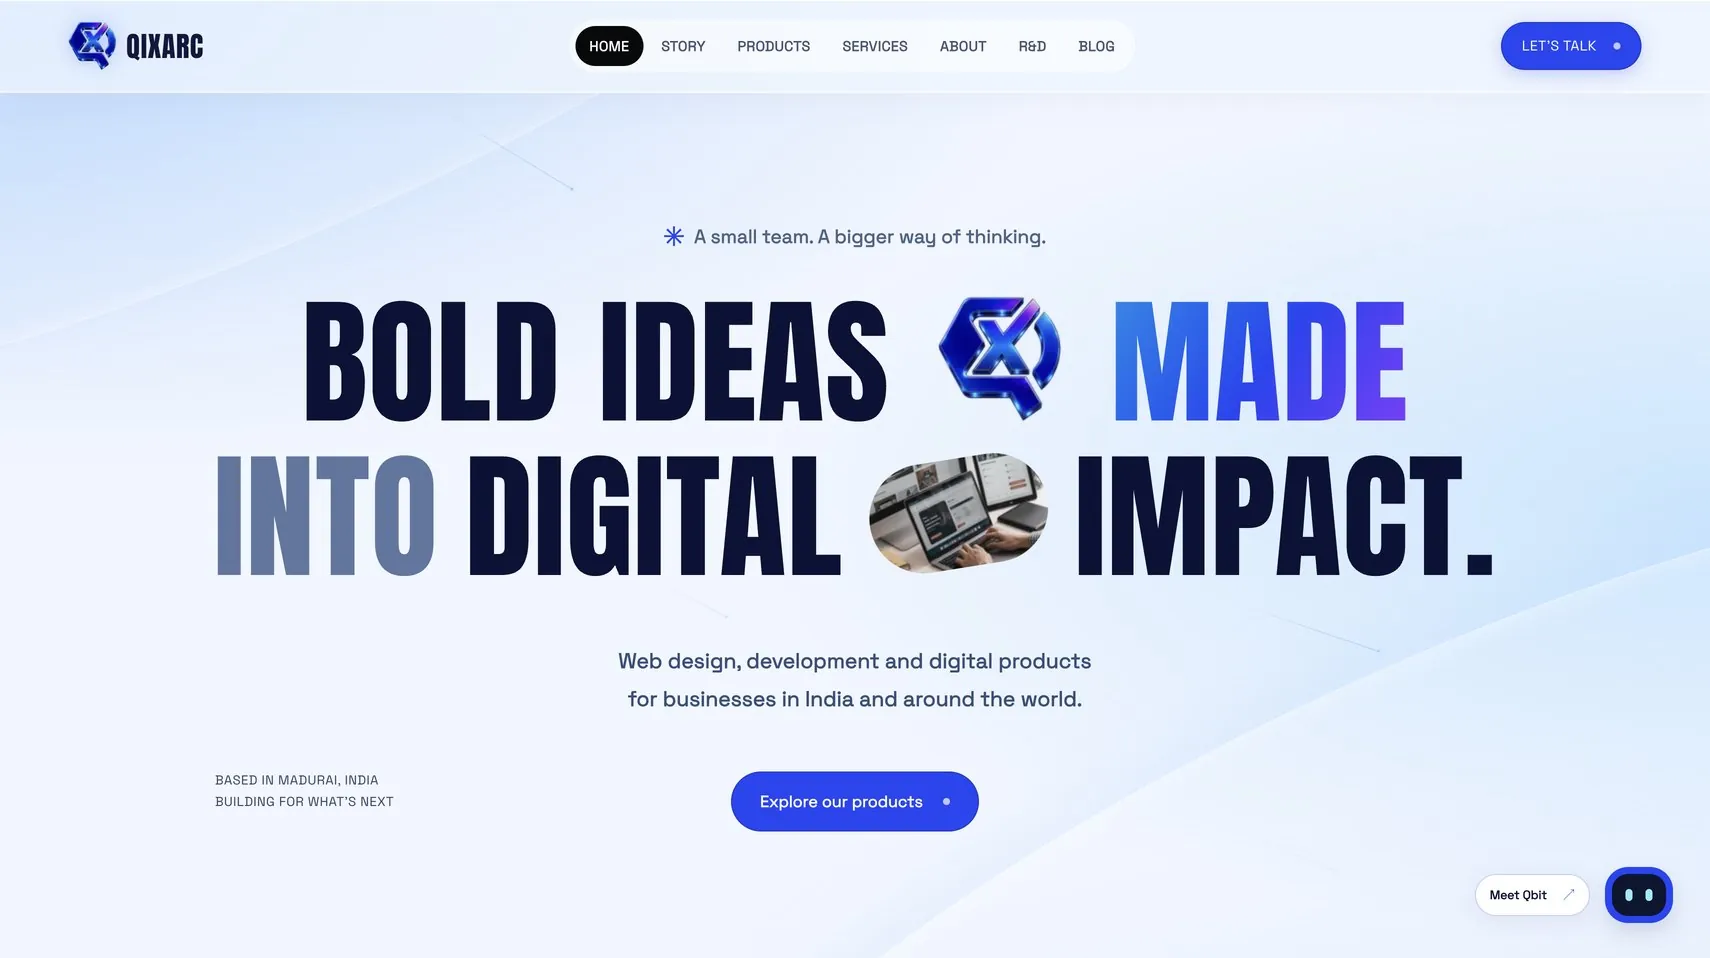 QIXARC
HOME STORY PRODUCTS SERVICES ABOUT R&D BLOG
LET'S TALK
A small team. A bigger way of thinking.
BOLD IDEAS MADE
INTO DIGITAL IMPACT.
Web design, development and digital products
for businesses in India and around the world.
BASED IN MADURAI, INDIA
BUILDING FOR WHAT'S NEXT
Explore our products
Meet Qbit